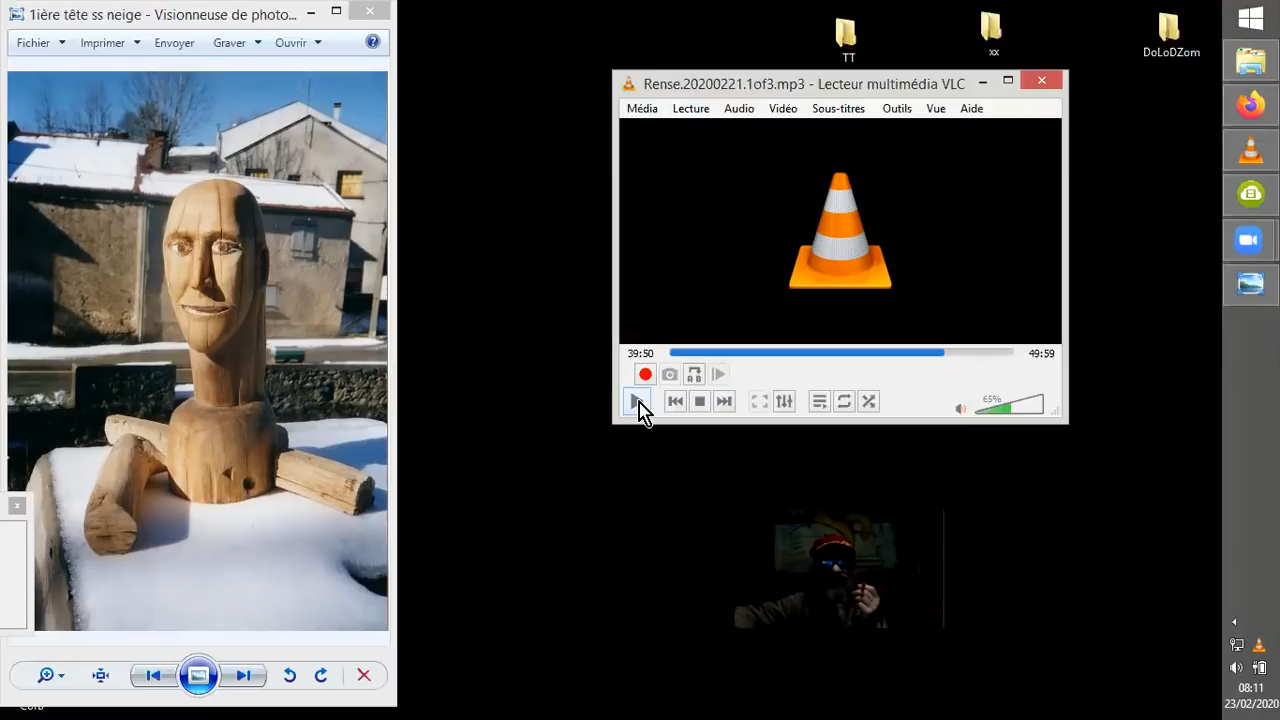 1ière tête ss neige - Visionneuse de photo...
Fichier Imprimer Envoyer Graver Ouvrir
TT
xx
DoLoDZom
Rense.20200221.1of3.mp3 - Lecteur multimédia VLC
Média Lecture Audio Vidéo Sous-titres Outils Vue Aide
39:50
49:59
65%
08:11
23/02/2020